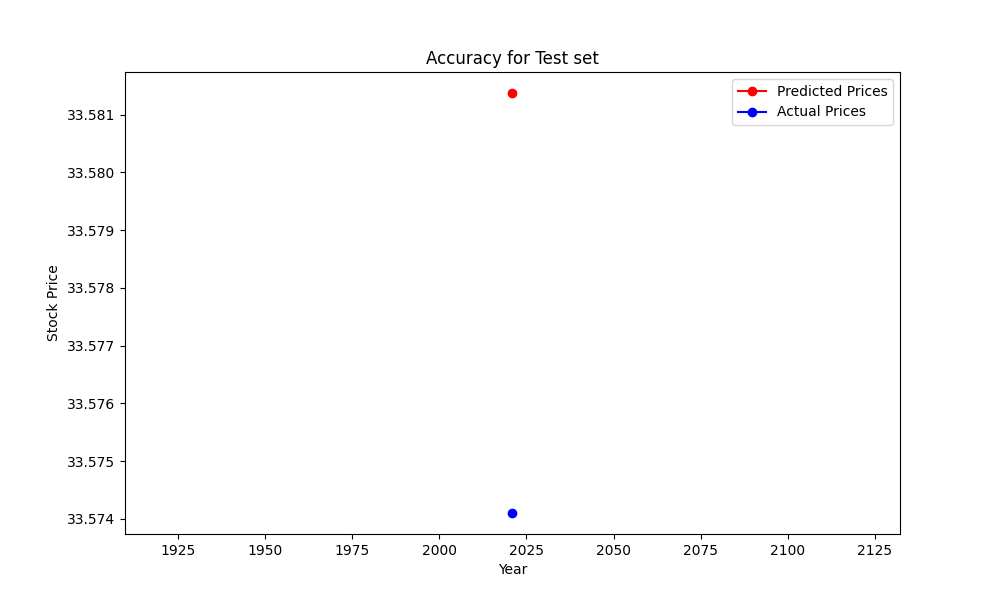 Accuracy for Test set
Predicted Prices
Actual Prices
33.581
33.580
33.579
33.578
33.577
33.576
33.575
33.574
Stock Price
1925 1950 1975 2000 2025 2050 2075 2100 2125
Year